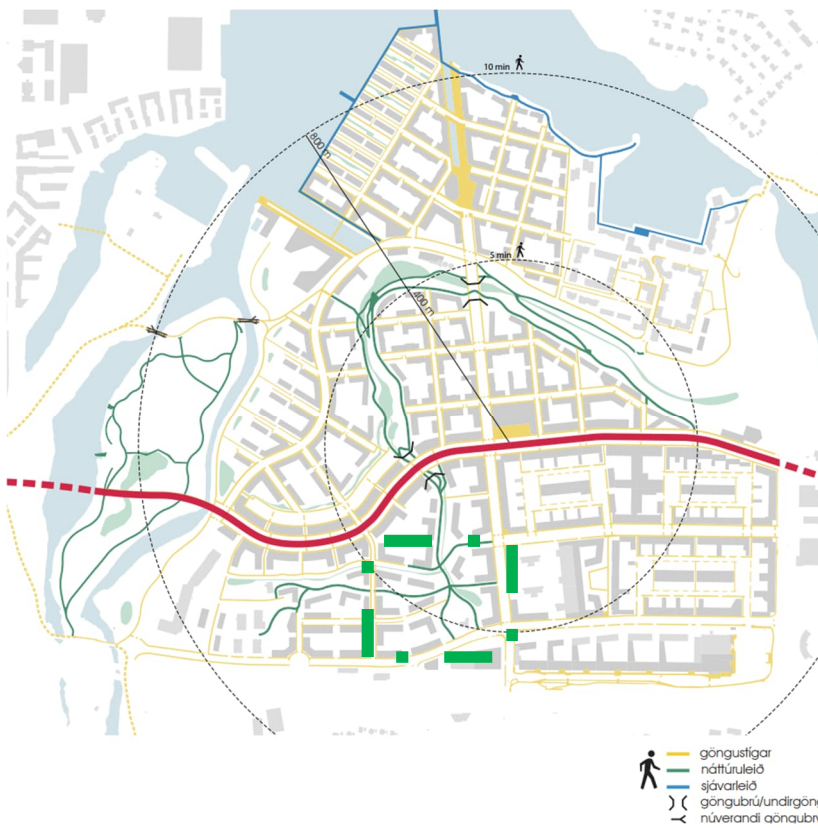 10 min
800 m
5 min
400 m
göngustígar
náttúruleið
sjávarleið
göngubrú/undirgöng
núverandi göngubrú